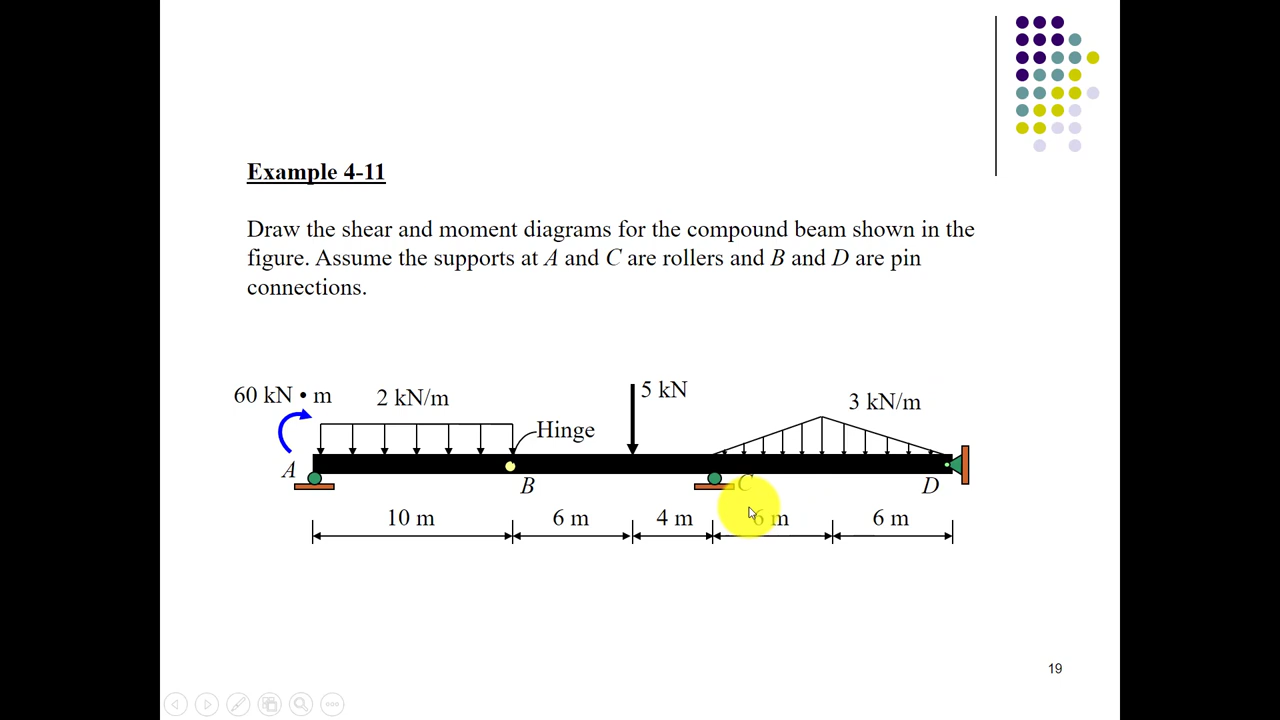 Example 4-11
Draw the shear and moment diagrams for the compound beam shown in the
figure. Assume the supports at A and C are rollers and B and D are pin
connections.
60 kN • m
2 kN/m
Hinge
5 kN
3 kN/m
A
B
C
D
10 m
6 m
4 m
6 m
6 m
19